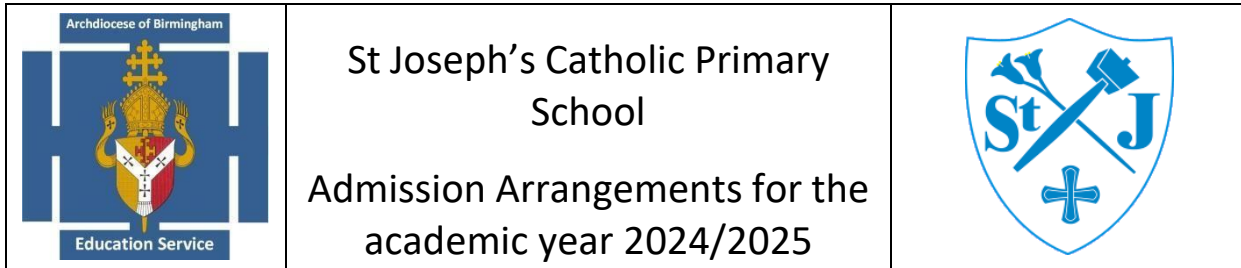 Archdiocese of Birmingham
Education Service
St Joseph’s Catholic Primary
School
Admission Arrangements for the
academic year 2024/2025
St J